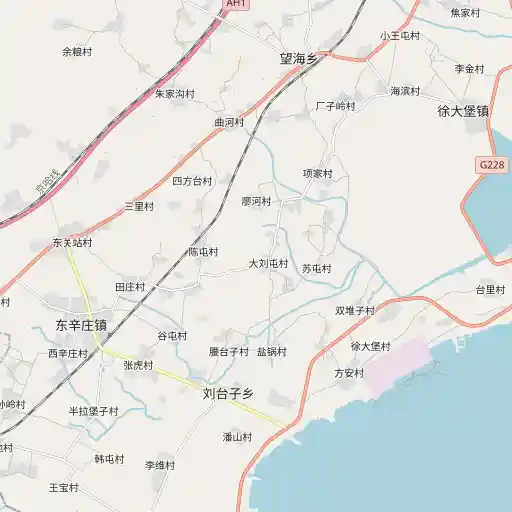 AH1
焦家村
小王屯村
余粮村
望海乡
李金村
朱家沟村
海滨村
厂子岭村
徐大堡镇
曲河村
G228
项家村
京哈线
四方台村
廖河村
三里村
东关站村
陈屯村
大刘屯村
苏屯村
田庄村
台里村
村
双堆子村
东辛庄镇
谷屯村
徐大堡村
西辛庄村
腰台子村
盐锅村
张虎村
方安村
刘台子乡
孙岭村
半拉堡子村
潘山村
屯村
韩屯村
李维村
王宝村